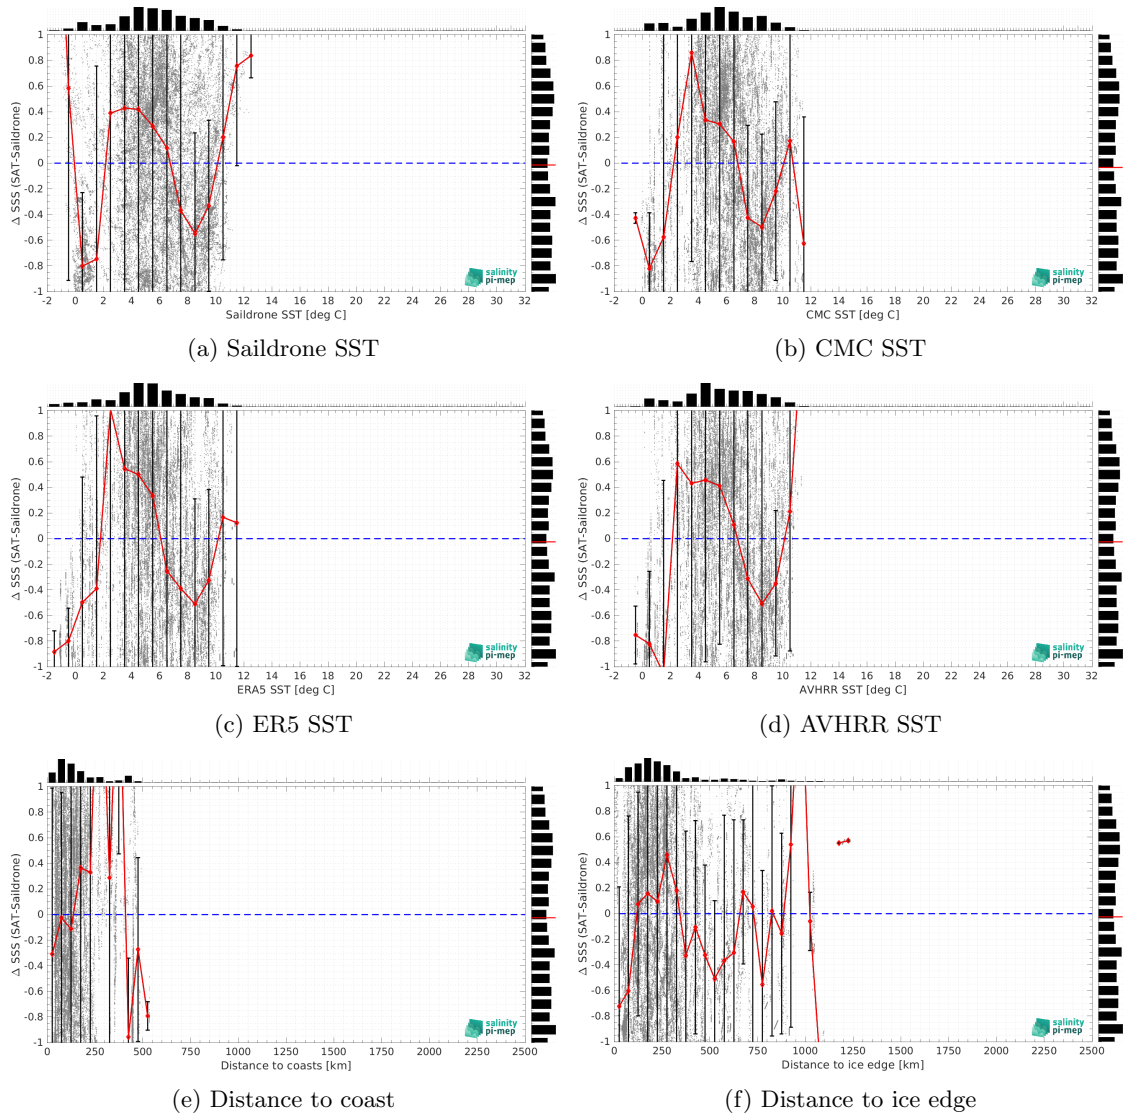 1
0.8
0.6
0.4
0.2
0
-0.2
-0.4
-0.6
-0.8
-1
Δ SSS (SAT-Saildrone)
salinity
pi-mep
-2 0 2 4 6 8 10 12 14 16 18 20 22 24 26 28 30 32
Saildrone SST [deg C]
(a) Saildrone SST
1
0.8
0.6
0.4
0.2
0
-0.2
-0.4
-0.6
-0.8
-1
Δ SSS (SAT-Saildrone)
salinity
pi-mep
-2 0 2 4 6 8 10 12 14 16 18 20 22 24 26 28 30 32
CMC SST [deg C]
(b) CMC SST
1
0.8
0.6
0.4
0.2
0
-0.2
-0.4
-0.6
-0.8
-1
Δ SSS (SAT-Saildrone)
salinity
pi-mep
-2 0 2 4 6 8 10 12 14 16 18 20 22 24 26 28 30 32
ERA5 SST [deg C]
(c) ER5 SST
1
0.8
0.6
0.4
0.2
0
-0.2
-0.4
-0.6
-0.8
-1
Δ SSS (SAT-Saildrone)
salinity
pi-mep
-2 0 2 4 6 8 10 12 14 16 18 20 22 24 26 28 30 32
AVHRR SST [deg C]
(d) AVHRR SST
1
0.8
0.6
0.4
0.2
0
-0.2
-0.4
-0.6
-0.8
-1
Δ SSS (SAT-Saildrone)
salinity
pi-mep
0 250 500 750 1000 1250 1500 1750 2000 2250 2500
Distance to coasts [km]
(e) Distance to coast
1
0.8
0.6
0.4
0.2
0
-0.2
-0.4
-0.6
-0.8
-1
Δ SSS (SAT-Saildrone)
salinity
pi-mep
0 250 500 750 1000 1250 1500 1750 2000 2250 2500
Distance to ice edge [km]
(f) Distance to ice edge